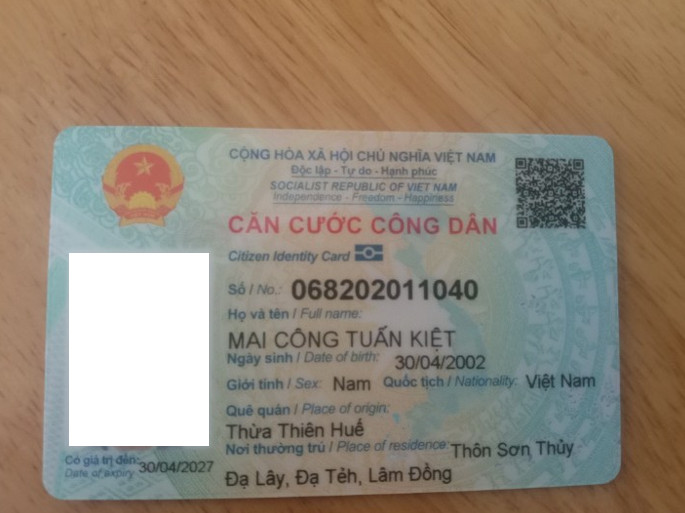 CỘNG HÒA XÃ HỘI CHỦ NGHĨA VIỆT NAM
Độc lập - Tự do - Hạnh phúc
SOCIALIST REPUBLIC OF VIET NAM
Independence - Freedom - Happiness
CĂN CƯỚC CÔNG DÂN
Citizen Identity Card
Số / No.: 068202011040
Họ và tên / Full name:
MAI CÔNG TUẤN KIỆT
Ngày sinh / Date of birth: 30/04/2002
Giới tính / Sex: Nam Quốc tịch / Nationality: Việt Nam
Quê quán / Place of origin:
Thừa Thiên Huế
Nơi thường trú / Place of residence: Thôn Sơn Thủy
Đạ Lây, Đạ Tẻh, Lâm Đồng
Có giá trị đến: 30/04/2027
Date of expiry